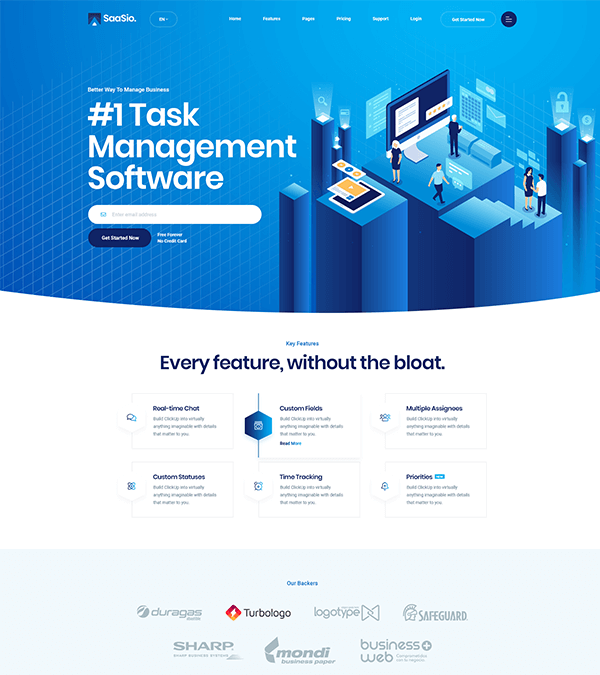 SaaSio.
EN
Home
Features
Pages
Pricing
Support
Login
Get Started Now
Better Way To Manage Business
#1 Task
Management
Software
Enter email address
Get Started Now
Free Forever
No Credit Card
Key Features
Every feature, without the bloat.
Real-time Chat
Build ClickUp into virtually
anything imaginable with details
that matter to you.
Custom Fields
Build ClickUp into virtually
anything imaginable with details
that matter to you.
Read More
Multiple Assignees
Build ClickUp into virtually
anything imaginable with details
that matter to you.
Custom Statuses
Build ClickUp into virtually
anything imaginable with details
that matter to you.
Time Tracking
Build ClickUp into virtually
anything imaginable with details
that matter to you.
Priorities
Build ClickUp into virtually
anything imaginable with details
that matter to you.
Our Backers
duragas
Turbologo
logotype
SAFEGUARD
SHARP
SHARP BUSINESS SYSTEMS
mondi
business paper
business
web
Comprometidos
con tu negocio